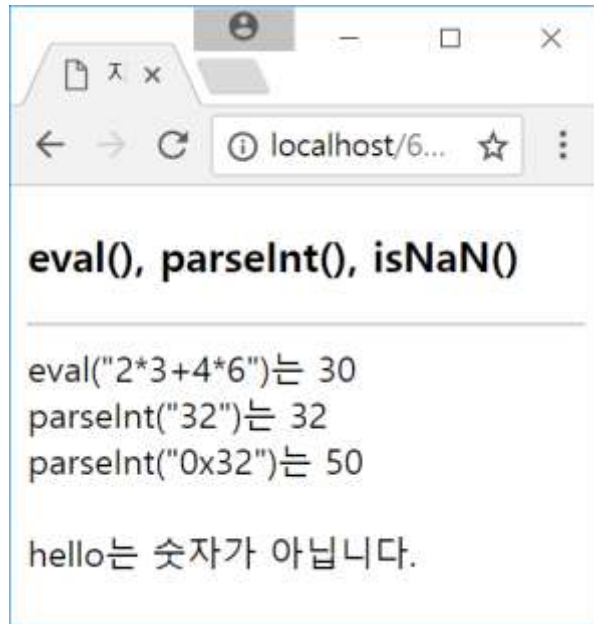 ㅈ
localhost/6...
eval(), parseInt(), isNaN()
eval("2*3+4*6")는 30
parseInt("32")는 32
parseInt("0x32")는 50
hello는 숫자가 아닙니다.